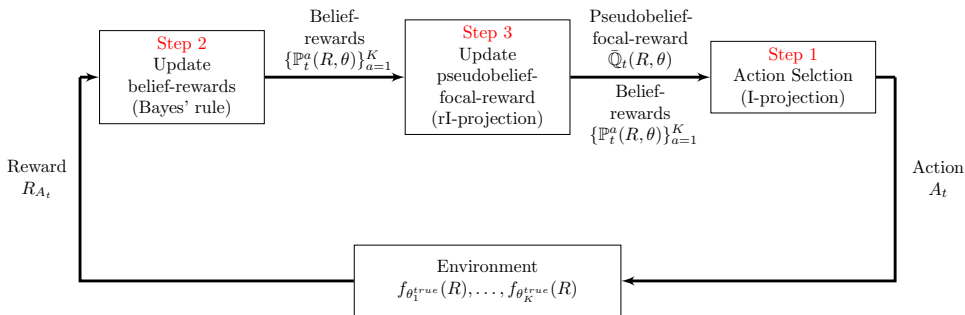 Step 2
Update
belief-rewards
(Bayes' rule)
Belief-
rewards
{ℙ_t^a(R, θ)}_{a=1}^K
Step 3
Update
pseudobelief-
focal-reward
(rI-projection)
Pseudobelief-
focal-reward
ℚ̄_t(R, θ)
Belief-
rewards
{ℙ_t^a(R, θ)}_{a=1}^K
Step 1
Action Selction
(I-projection)
Reward
R_{A_t}
Action
A_t
Environment
f_{θ_1^{true}}(R), . . . , f_{θ_K^{true}}(R)